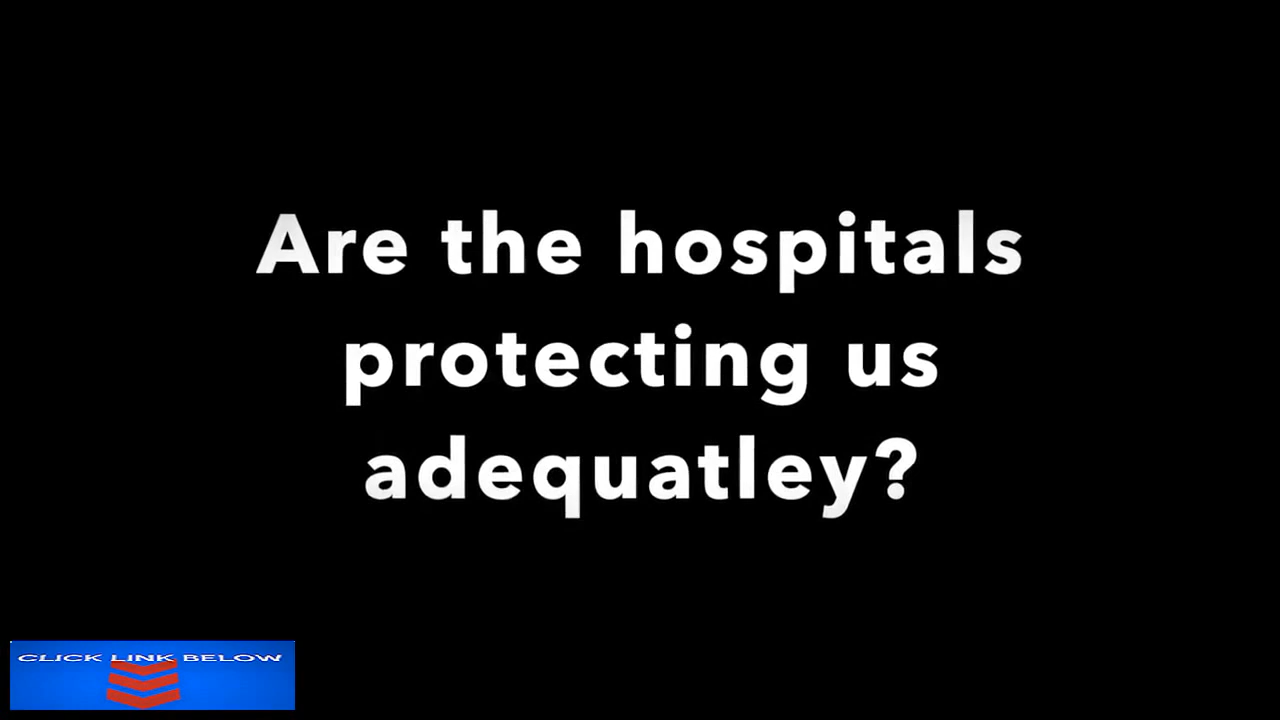 Are the hospitals
protecting us
adequatley?
CLICK LINK BELOW